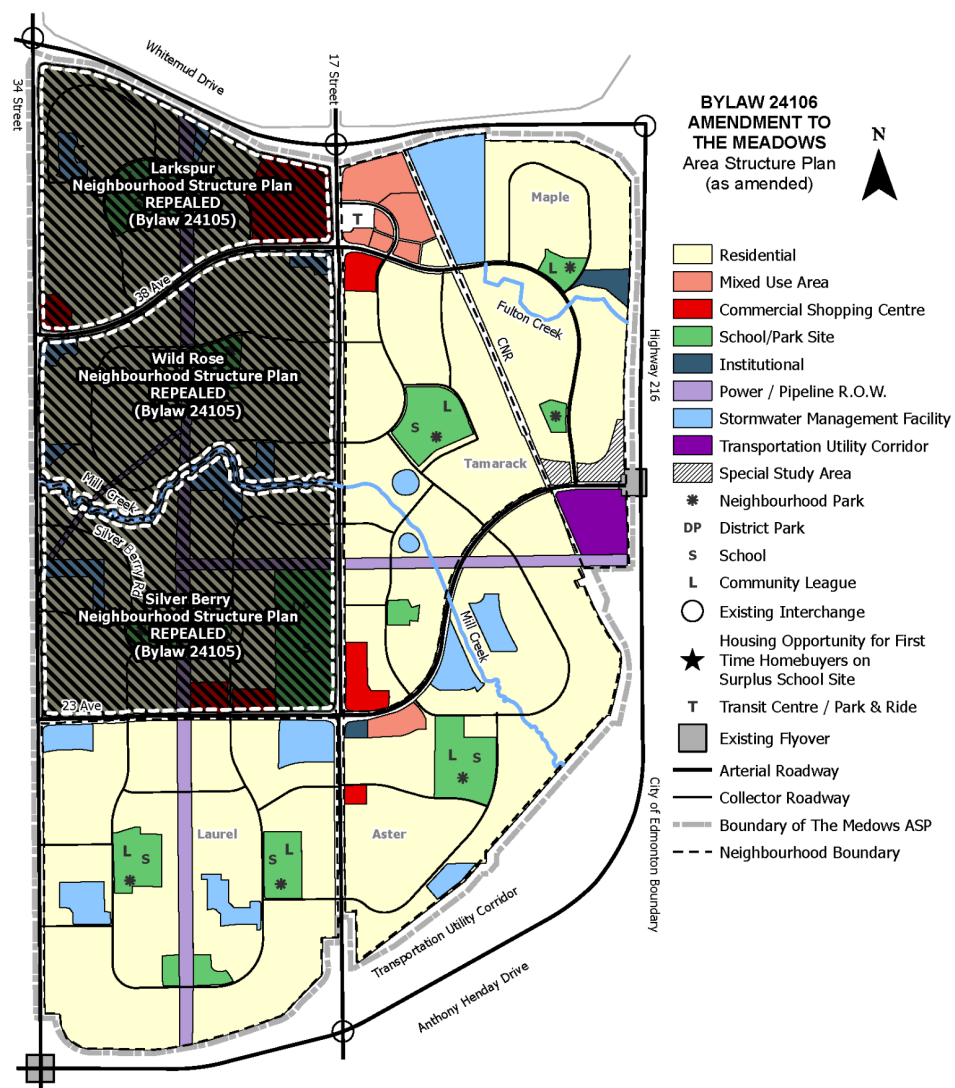 Whitemud Drive
34 Street
17 Street
Larkspur
Neighbourhood Structure Plan
REPEALED
(Bylaw 24105)
T
Maple
L
38 Ave
Fulton Creek
CNR
Wild Rose
Neighbourhood Structure Plan
REPEALED
(Bylaw 24105)
Highway 216
L
S
Tamarack
Mill Creek
Silver Berry Rd
Silver Berry
Neighbourhood Structure Plan
REPEALED
(Bylaw 24105)
Mill Creek
23 Ave
L S
Laurel
Aster
L
S
L
S
City of Edmonton Boundary
Transportation Utility Corridor
Anthony Henday Drive
BYLAW 24106
AMENDMENT TO
THE MEADOWS
Area Structure Plan
(as amended)
N
Residential
Mixed Use Area
Commercial Shopping Centre
School/Park Site
Institutional
Power / Pipeline R.O.W.
Stormwater Management Facility
Transportation Utility Corridor
Special Study Area
Neighbourhood Park
DP District Park
S School
L Community League
Existing Interchange
Housing Opportunity for First
Time Homebuyers on
Surplus School Site
T Transit Centre / Park & Ride
Existing Flyover
Arterial Roadway
Collector Roadway
Boundary of The Medows ASP
Neighbourhood Boundary